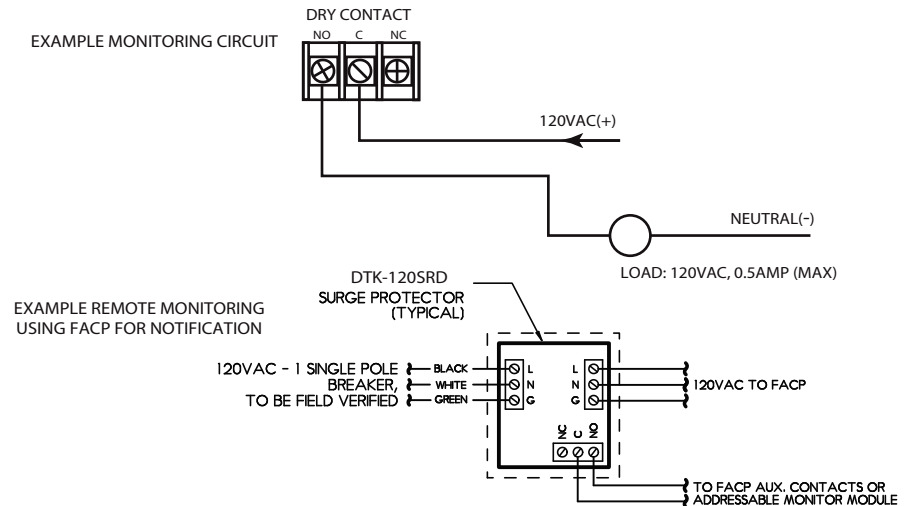 DRY CONTACT
EXAMPLE MONITORING CIRCUIT
NO C NC
120VAC(+)
NEUTRAL(-)
LOAD: 120VAC, 0.5AMP (MAX)
EXAMPLE REMOTE MONITORING
USING FACP FOR NOTIFICATION
DTK-120SRD
SURGE PROTECTOR
(TYPICAL)
120VAC - 1 SINGLE POLE
BREAKER,
TO BE FIELD VERIFIED
BLACK
WHITE
GREEN
L
N
G
L
N
G
120VAC TO FACP
NC
C
NO
TO FACP AUX. CONTACTS OR
ADDRESSABLE MONITOR MODULE